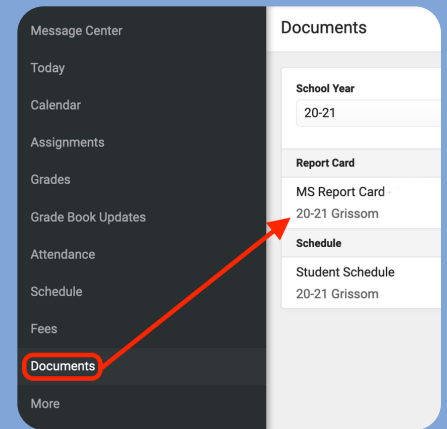 Message Center
Today
Calendar
Assignments
Grades
Grade Book Updates
Attendance
Schedule
Fees
Documents
More
Documents
School Year
20-21
Report Card
MS Report Card
20-21 Grissom
Schedule
Student Schedule
20-21 Grissom